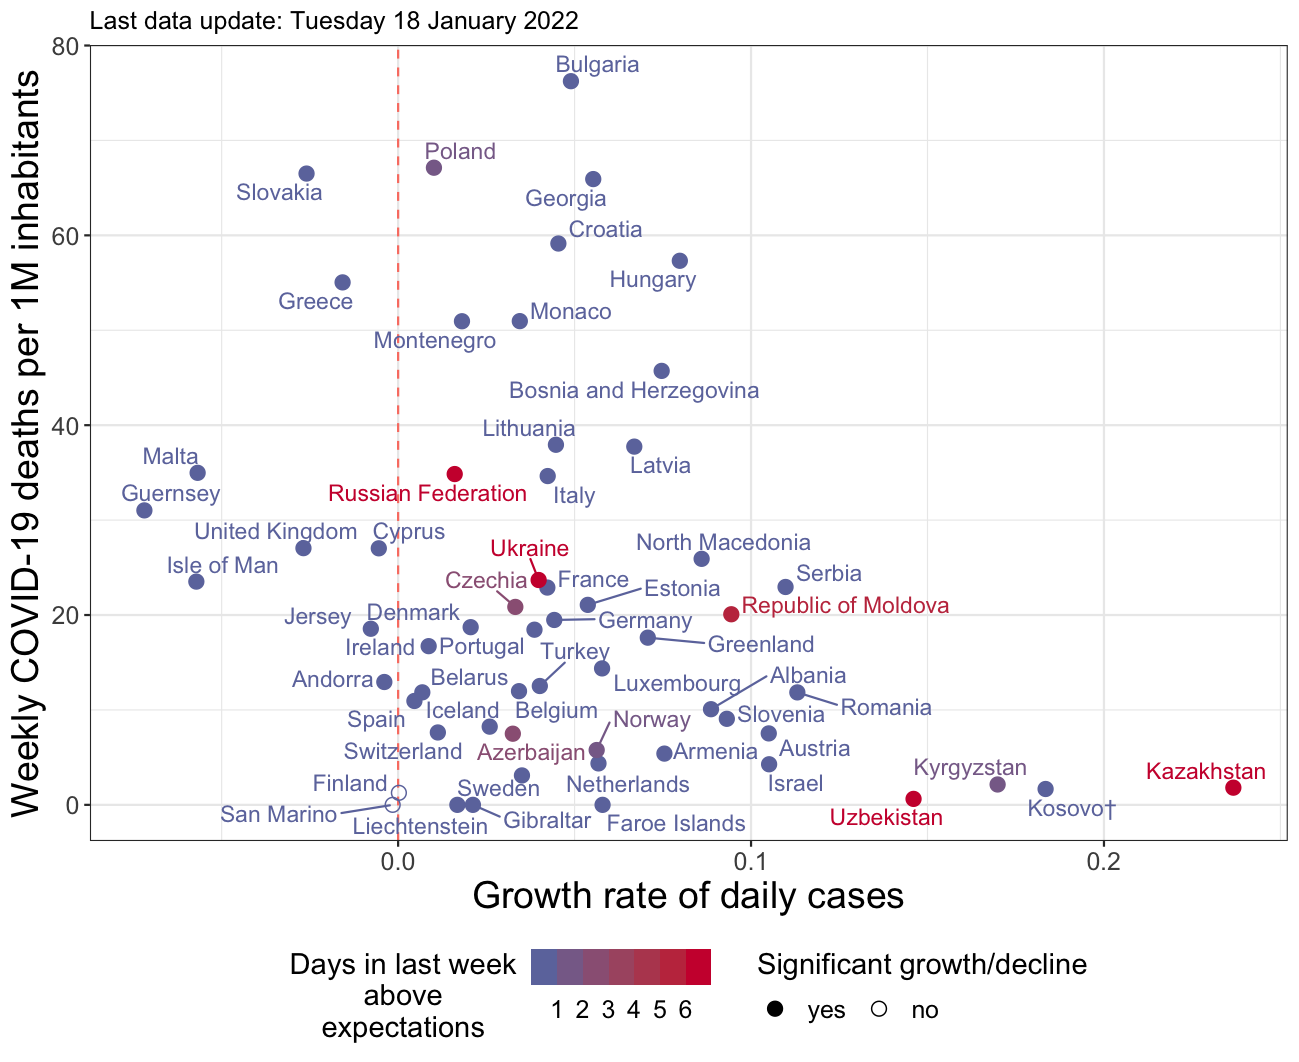 Last data update: Tuesday 18 January 2022
Weekly COVID-19 deaths per 1M inhabitants
80
60
40
20
0
Bulgaria
Poland
Slovakia
Georgia
Croatia
Hungary
Greece
Monaco
Montenegro
Bosnia and Herzegovina
Lithuania
Malta
Latvia
Guernsey
Russian Federation
Italy
United Kingdom
Cyprus
North Macedonia
Ukraine
Isle of Man
Serbia
Czechia
France
Estonia
Republic of Moldova
Jersey
Denmark
Germany
Ireland
Portugal
Greenland
Turkey
Andorra
Belarus
Albania
Luxembourg
Romania
Spain
Iceland
Belgium
Slovenia
Norway
Switzerland
Azerbaijan
Armenia
Austria
Kyrgyzstan
Kazakhstan
Finland
Sweden
Netherlands
Israel
Kosovo†
San Marino
Uzbekistan
Liechtenstein
Gibraltar
Faroe Islands
0.0
0.1
0.2
Growth rate of daily cases
Days in last week
above
expectations
1 2 3 4 5 6
Significant growth/decline
yes
no